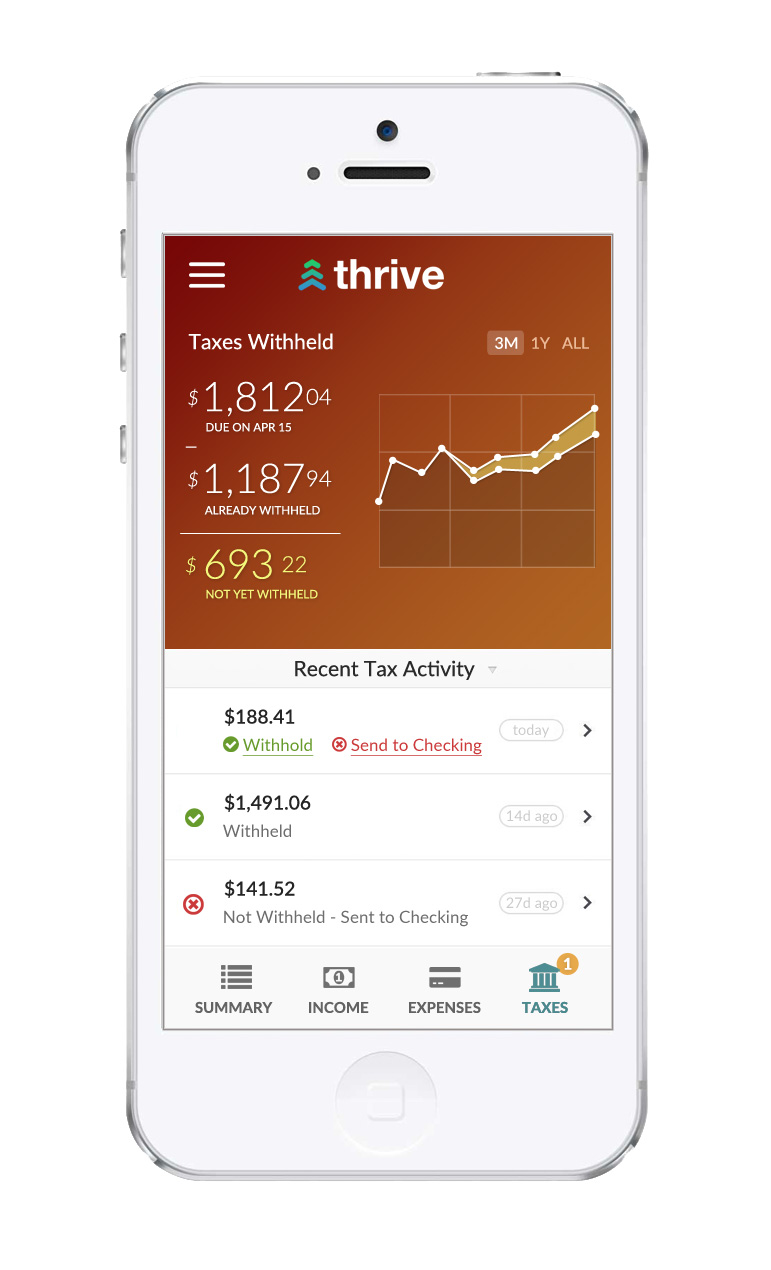 thrive
Taxes Withheld
3M 1Y ALL
$1,812 04
DUE ON APR 15
–
$1,187 94
ALREADY WITHHELD
$693 22
NOT YET WITHHELD
Recent Tax Activity
$188.41
Withhold Send to Checking
today
$1,491.06
Withheld
14d ago
$141.52
Not Withheld - Sent to Checking
27d ago
1
SUMMARY INCOME EXPENSES TAXES